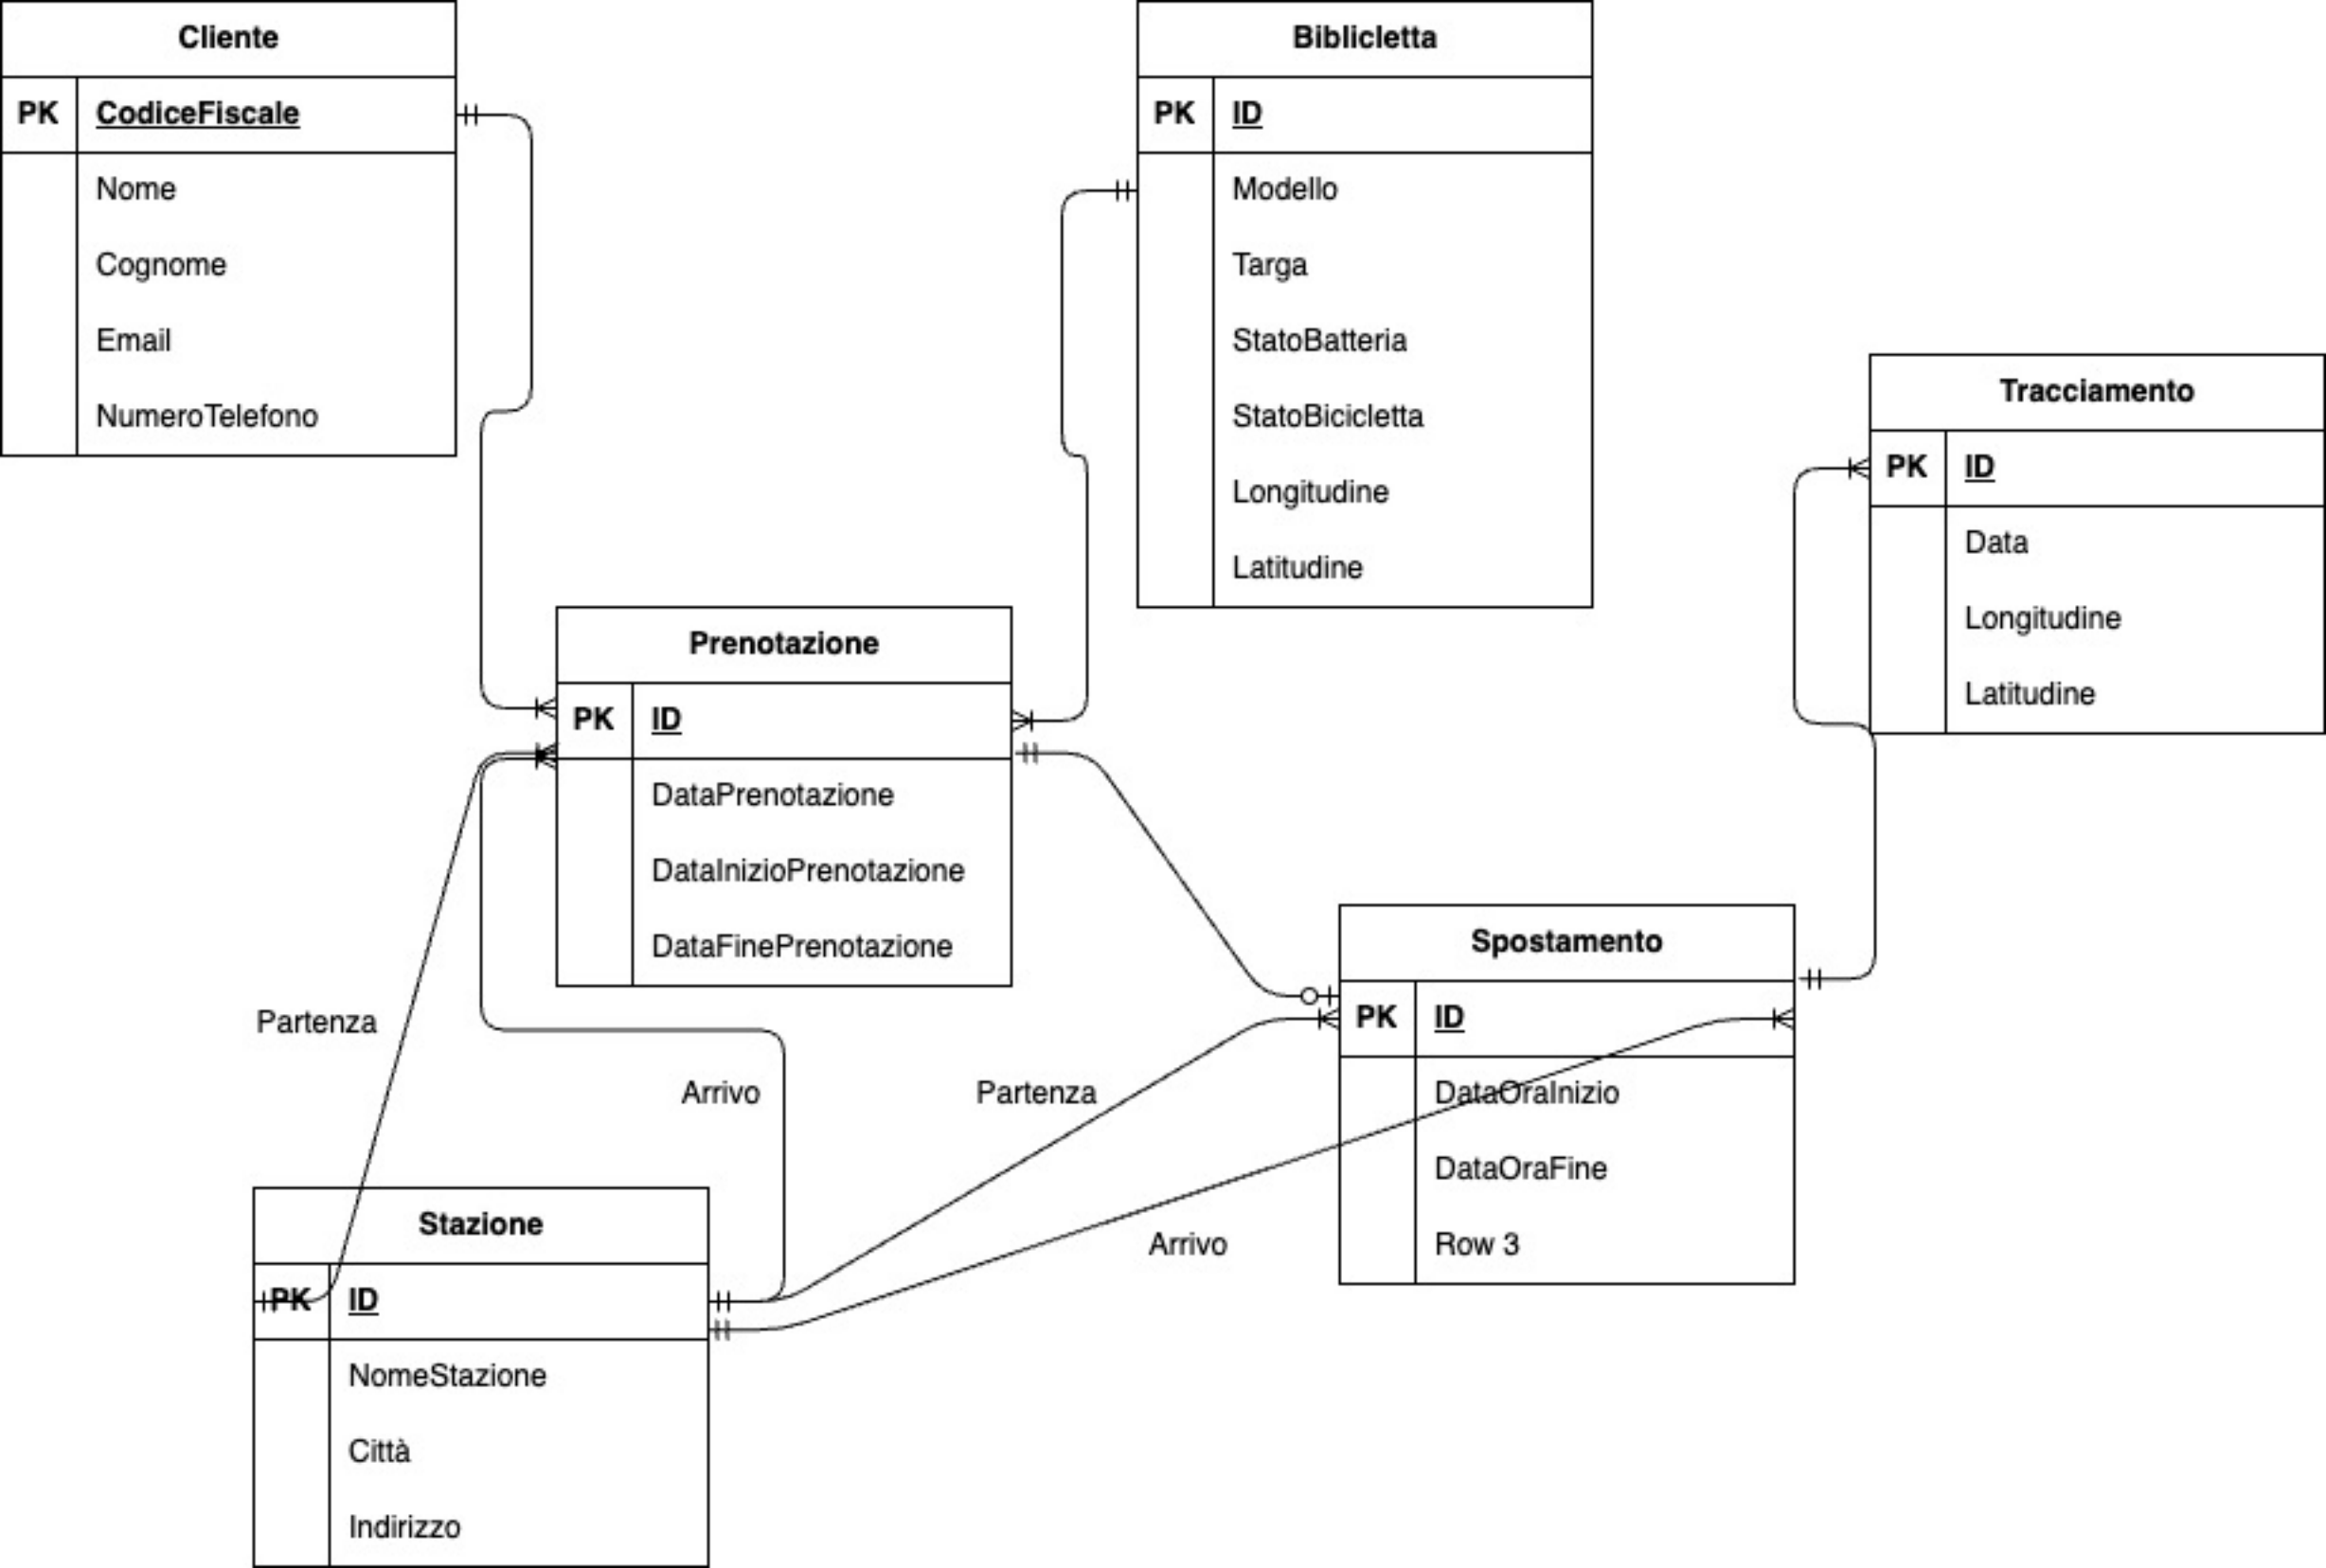 Cliente
PK CodiceFiscale
Nome
Cognome
Email
NumeroTelefono
Biblicletta
PK ID
Modello
Targa
StatoBatteria
StatoBicicletta
Longitudine
Latitudine
Tracciamento
PK ID
Data
Longitudine
Latitudine
Prenotazione
PK ID
DataPrenotazione
DataInizioPrenotazione
DataFinePrenotazione
Spostamento
PK ID
DataOraInizio
DataOraFine
Row 3
Partenza
Arrivo
Partenza
Arrivo
Stazione
PK ID
NomeStazione
Città
Indirizzo